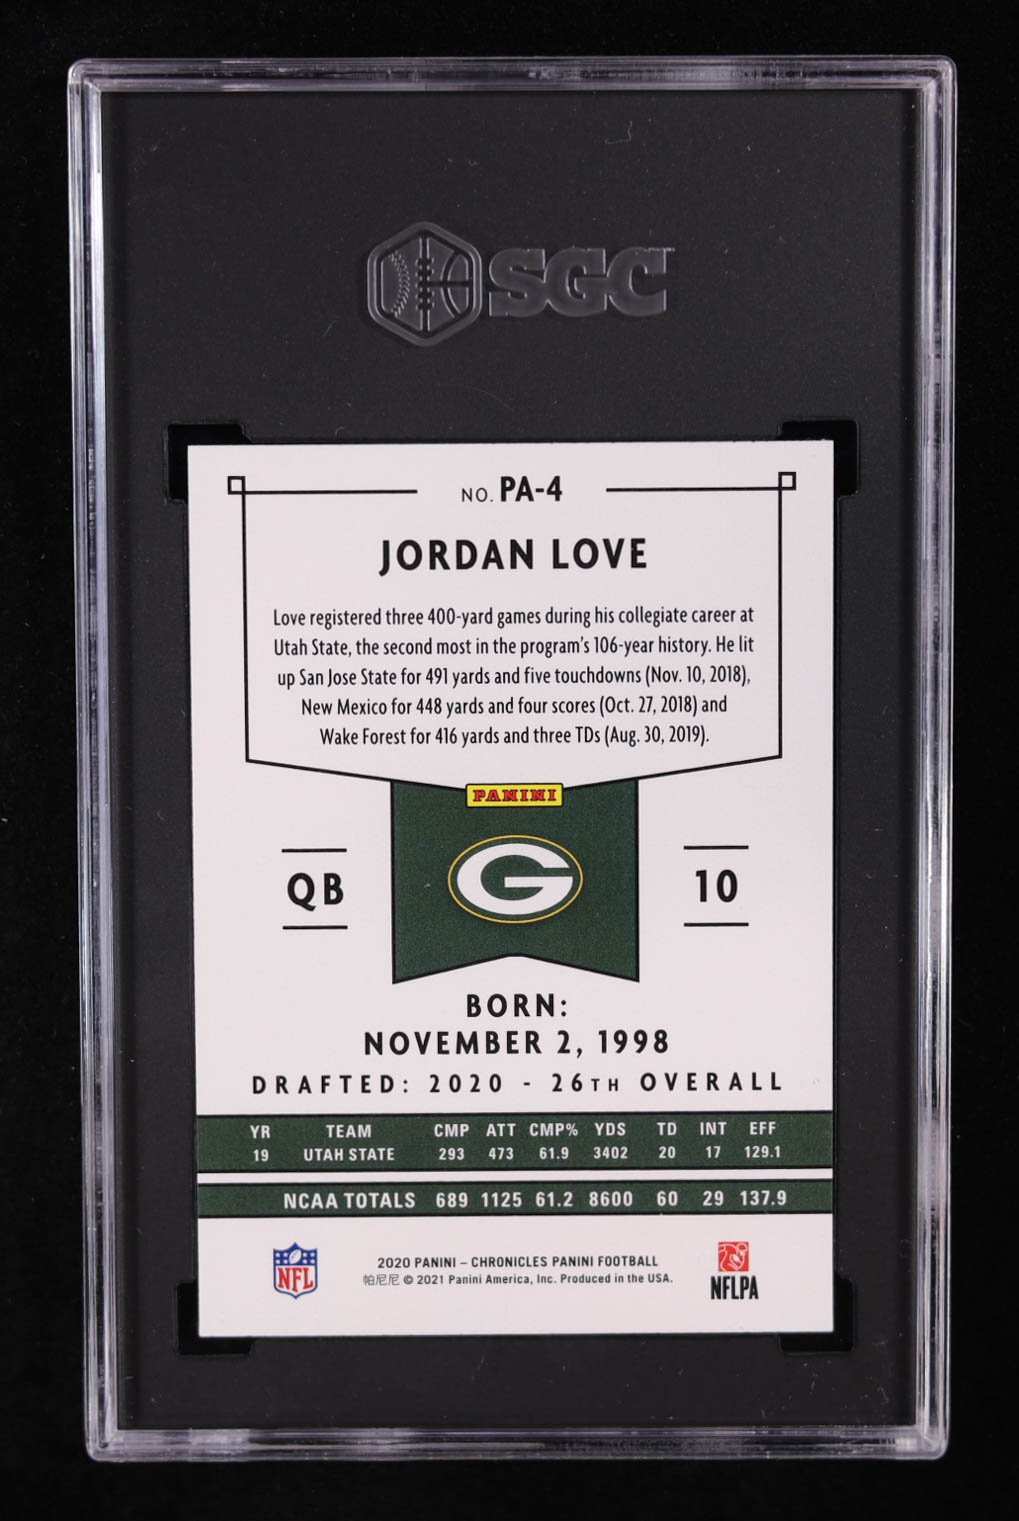 SGC
NO. PA-4
JORDAN LOVE
Love registered three 400-yard games during his collegiate career at
Utah State, the second most in the program's 106-year history. He lit
up San Jose State for 491 yards and five touchdowns (Nov. 10, 2018),
New Mexico for 448 yards and four scores (Oct. 27, 2018) and
Wake Forest for 416 yards and three TDs (Aug. 30, 2019).
PANINI
QB G 10
BORN:
NOVEMBER 2, 1998
DRAFTED: 2020 - 26TH OVERALL
YR TEAM CMP ATT CMP% YDS TD INT EFF
19 UTAH STATE 293 473 61.9 3402 20 17 129.1
NCAA TOTALS 689 1125 61.2 8600 60 29 137.9
2020 PANINI – CHRONICLES PANINI FOOTBALL
帕尼尼 © 2021 Panini America, Inc. Produced in the USA.
NFL
NFLPA